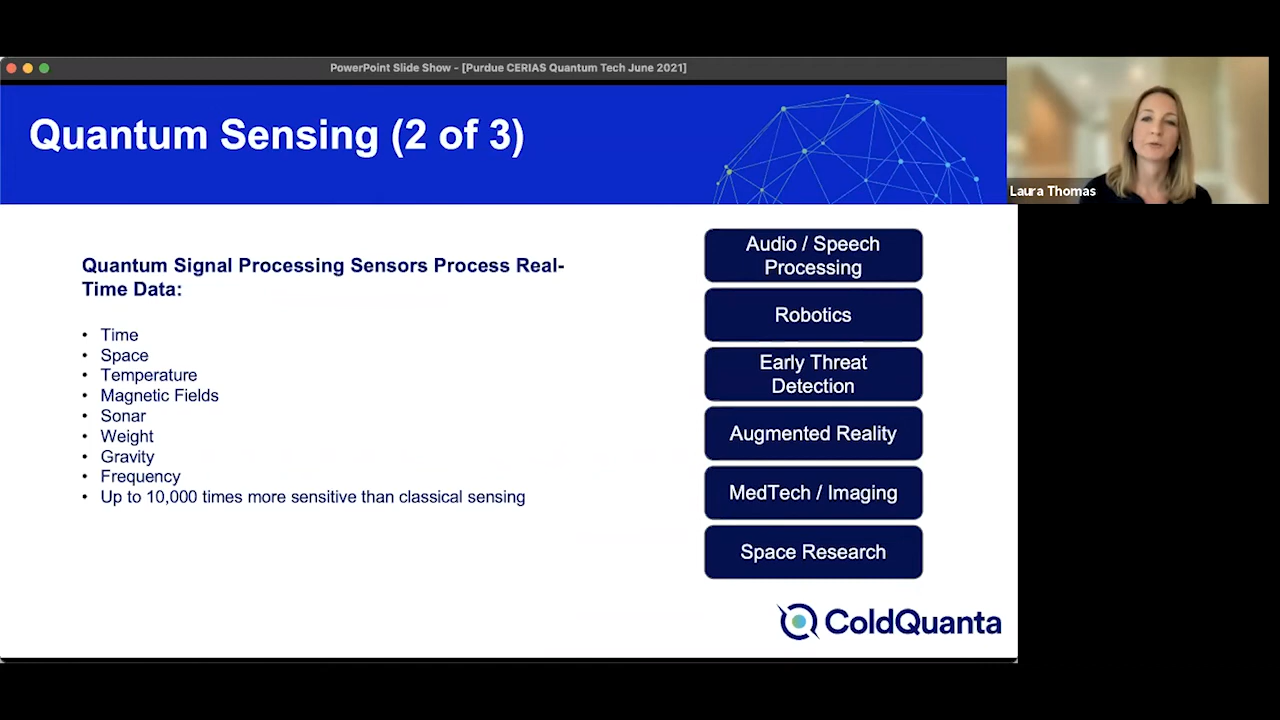 PowerPoint Slide Show - [Purdue CERIAS Quantum Tech June 2021]
Quantum Sensing (2 of 3)
Laura Thomas
Quantum Signal Processing Sensors Process Real-
Time Data:
• Time
• Space
• Temperature
• Magnetic Fields
• Sonar
• Weight
• Gravity
• Frequency
• Up to 10,000 times more sensitive than classical sensing
Audio / Speech
Processing
Robotics
Early Threat
Detection
Augmented Reality
MedTech / Imaging
Space Research
ColdQuanta